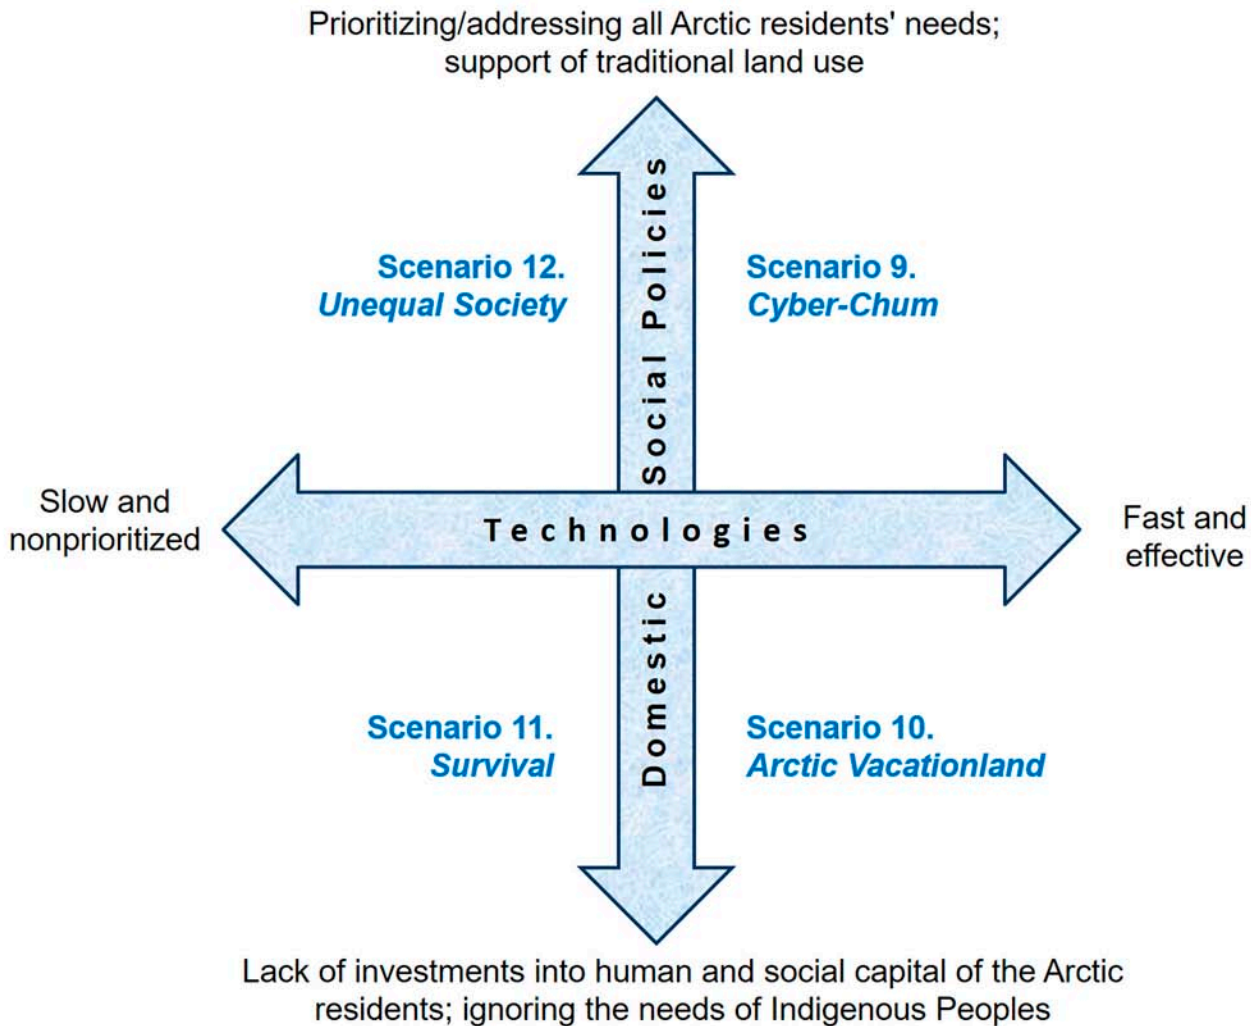 Prioritizing/addressing all Arctic residents' needs;
support of traditional land use
Scenario 12.
Unequal Society
Scenario 9.
Cyber-Chum
Domestic Social Policies
Slow and
nonprioritized
Technologies
Fast and
effective
Scenario 11.
Survival
Scenario 10.
Arctic Vacationland
Lack of investments into human and social capital of the Arctic
residents; ignoring the needs of Indigenous Peoples